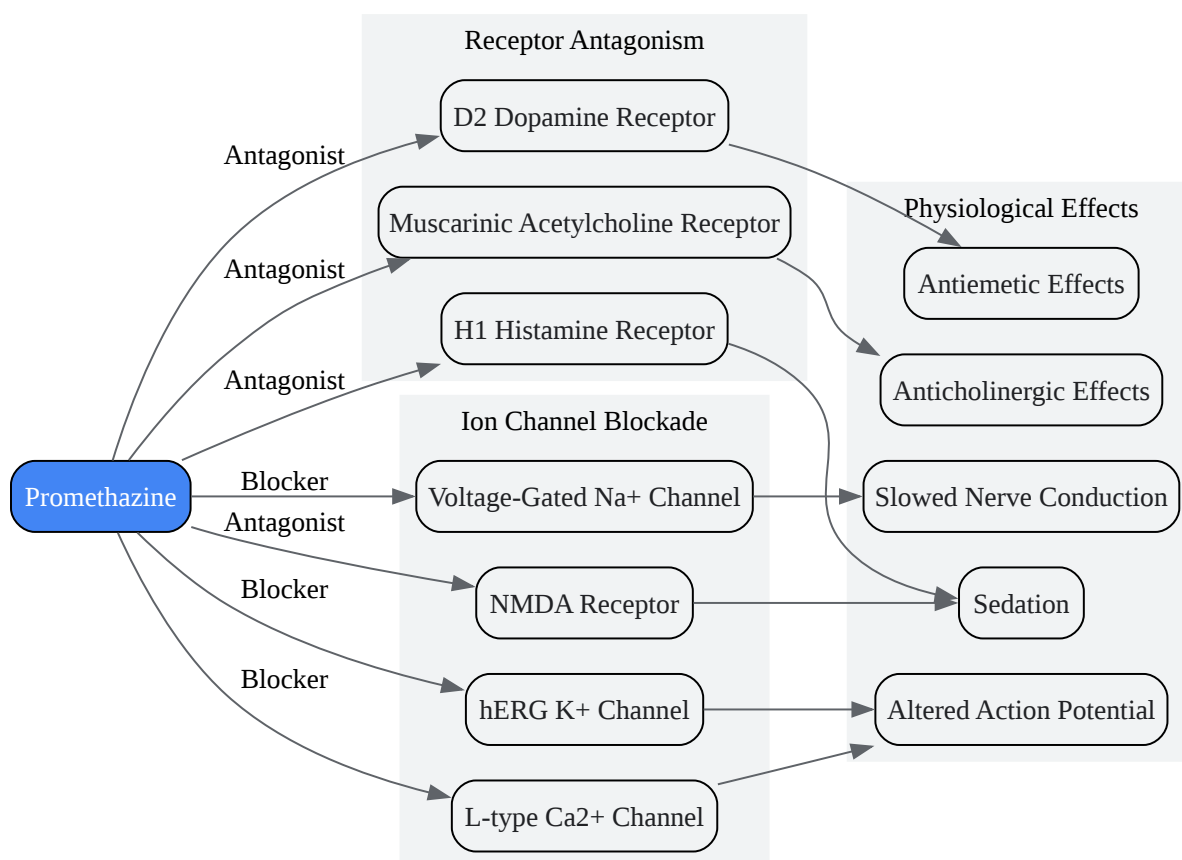 Receptor Antagonism
D2 Dopamine Receptor
Antagonist
Muscarinic Acetylcholine Receptor
Physiological Effects
Antagonist
Antiemetic Effects
H1 Histamine Receptor
Antagonist
Anticholinergic Effects
Ion Channel Blockade
Promethazine
Blocker
Voltage-Gated Na+ Channel
Slowed Nerve Conduction
Antagonist
NMDA Receptor
Sedation
Blocker
hERG K+ Channel
Altered Action Potential
Blocker
L-type Ca2+ Channel